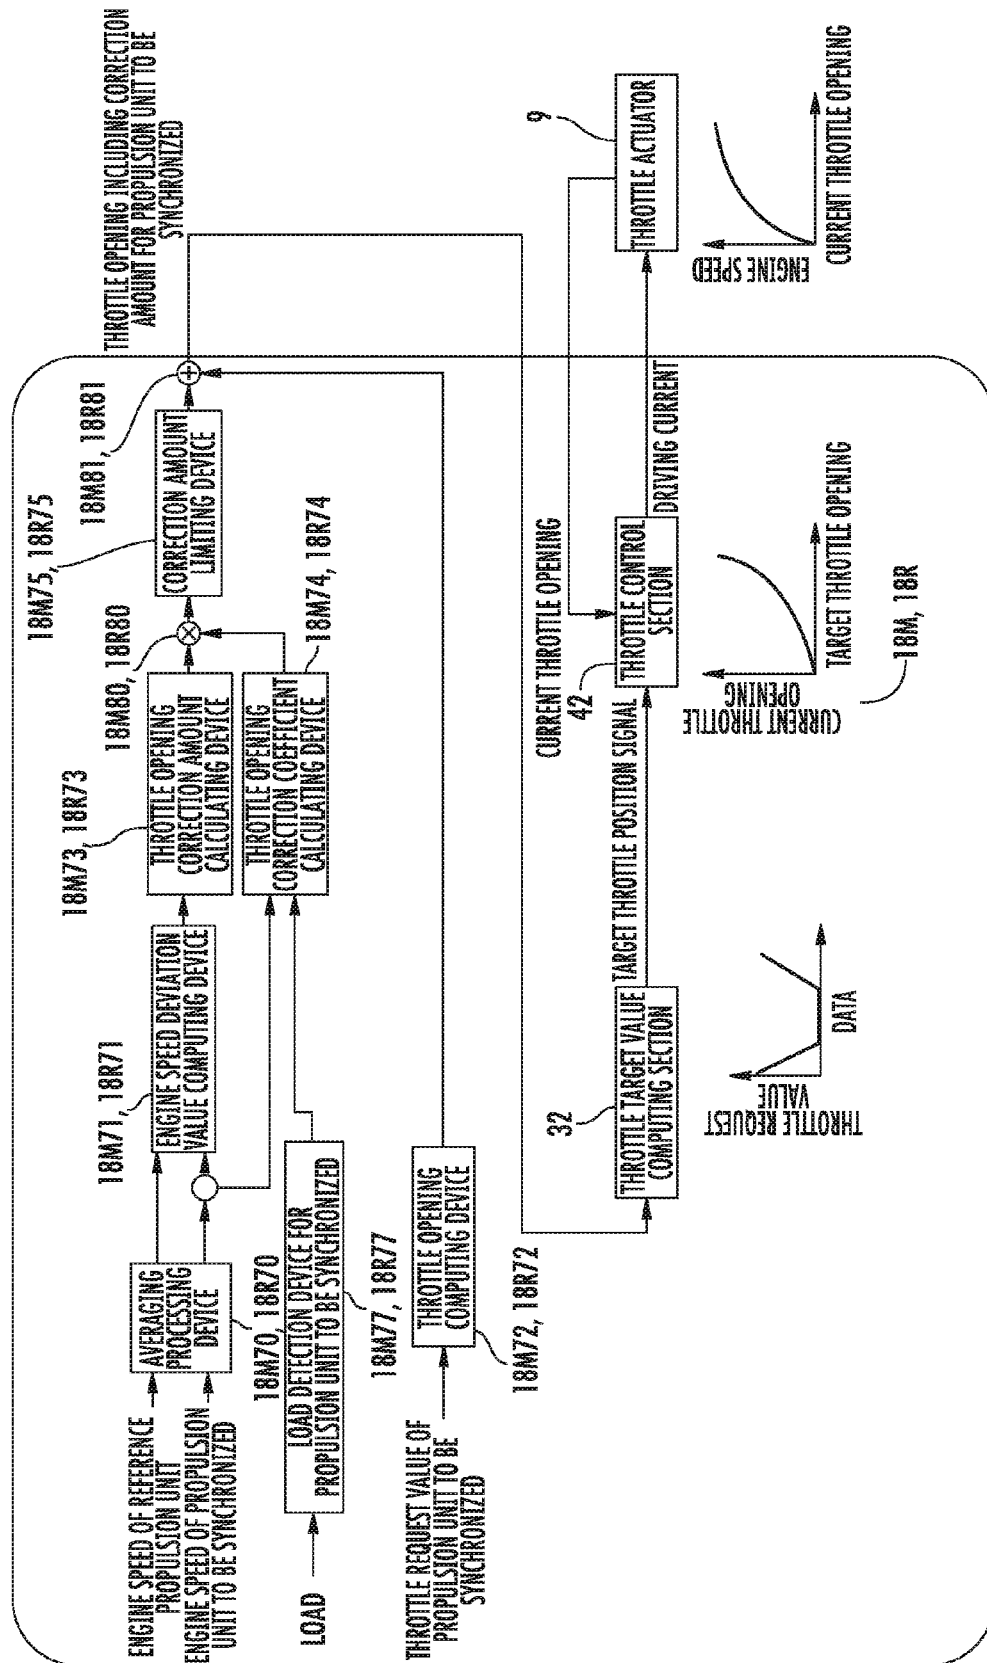 ENGINE SPEED OF REFERENCE
PROPULSION UNIT
ENGINE SPEED OF PROPULSION
UNIT TO BE SYNCHRONIZED
AVERAGING
PROCESSING
DEVICE
18M70, 18R70
18M71, 18R71
ENGINE SPEED DEVIATION
VALUE COMPUTING DEVICE
18M73, 18R73
THROTTLE OPENING
CORRECTION AMOUNT
CALCULATING DEVICE
THROTTLE OPENING
CORRECTION COEFFICIENT
CALCULATING DEVICE
18M74, 18R74
18M80, 18R80
18M75, 18R75
CORRECTION AMOUNT
LIMITING DEVICE
18M81, 18R81
+
THROTTLE OPENING INCLUDING CORRECTION
AMOUNT FOR PROPULSION UNIT TO BE
SYNCHRONIZED
LOAD
LOAD DETECTION DEVICE FOR
PROPULSION UNIT TO BE SYNCHRONIZED
18M77, 18R77
THROTTLE REQUEST VALUE OF
PROPULSION UNIT TO BE
SYNCHRONIZED
THROTTLE OPENING
COMPUTING DEVICE
18M72, 18R72
32
THROTTLE TARGET VALUE
COMPUTING SECTION
TARGET THROTTLE POSITION SIGNAL
CURRENT THROTTLE OPENING
42
THROTTLE CONTROL
SECTION
DRIVING CURRENT
9
THROTTLE ACTUATOR
THROTTLE REQUEST
VALUE
DATA
CURRENT THROTTLE
OPENING
TARGET THROTTLE OPENING
18M, 18R
ENGINE SPEED
CURRENT THROTTLE OPENING